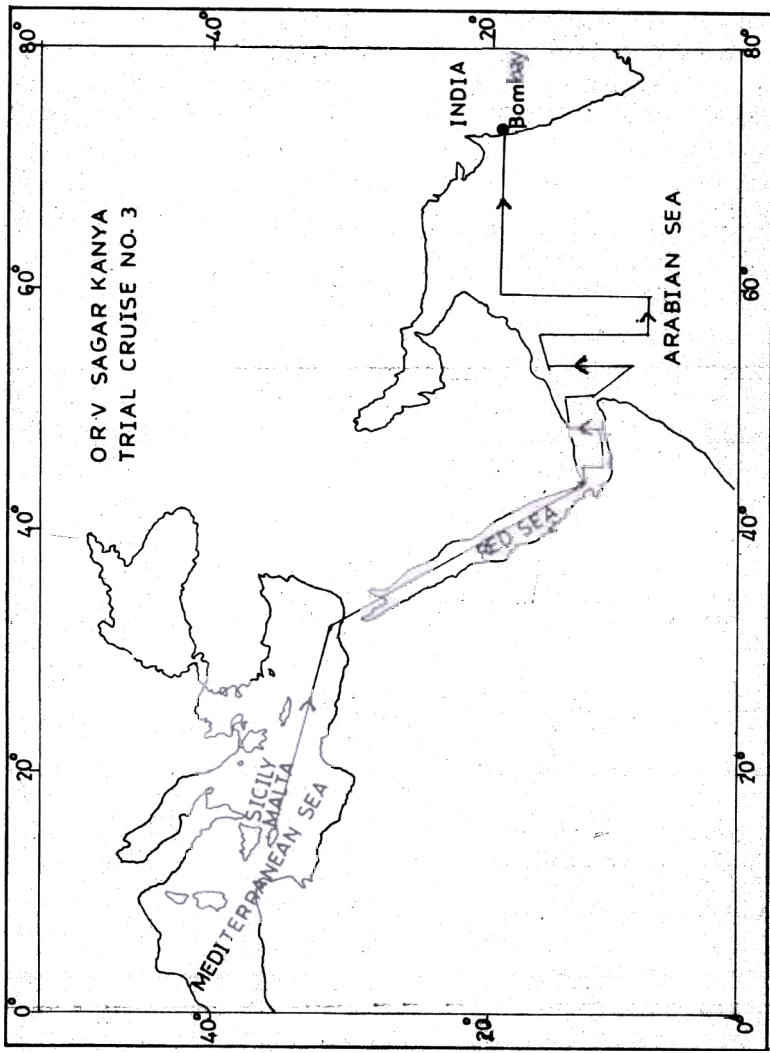 ORV SAGAR KANYA
TRIAL CRUISE NO. 3
0°
20°
40°
60°
80°
40°
40°
20°
20°
0°
0°
20°
40°
60°
80°
MEDITERRANEAN SEA
SICILY
MALTA
RED SEA
ARABIAN SEA
INDIA
Bombay